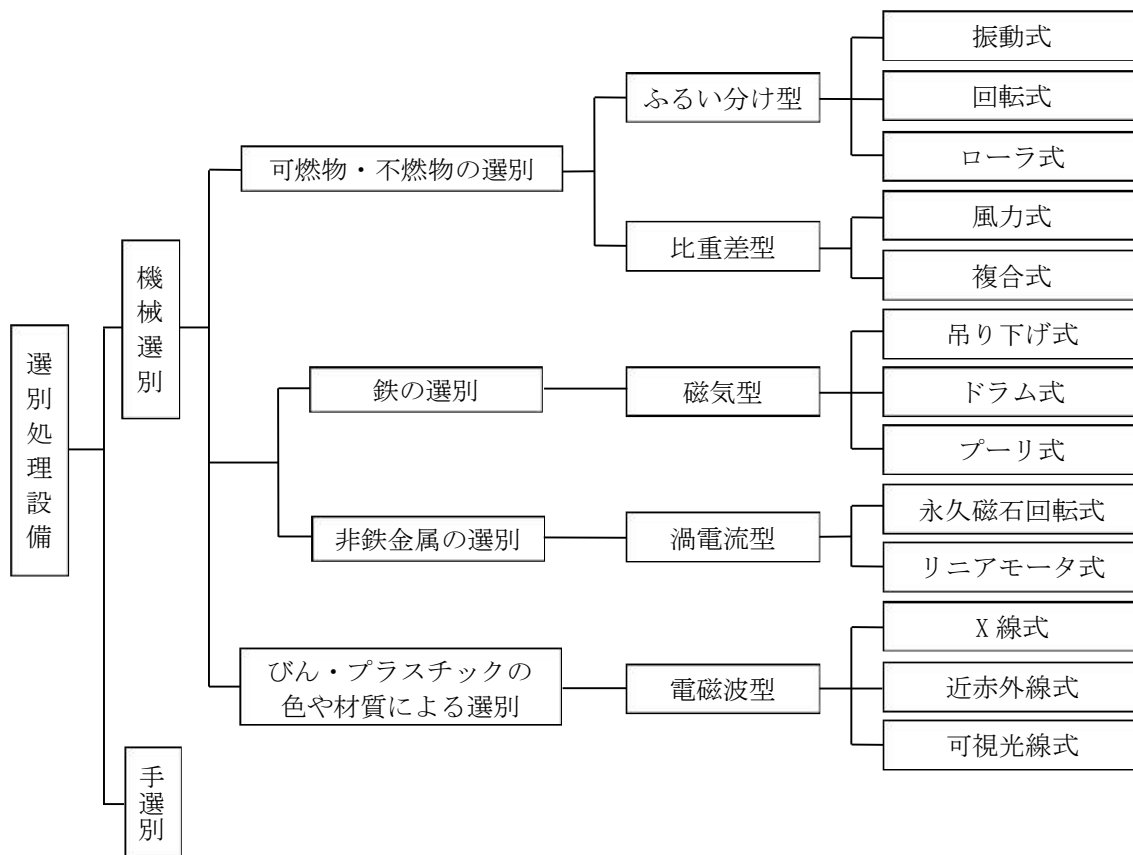 選別処理設備
機械選別
手選別
可燃物・不燃物の選別
ふるい分け型
振動式
回転式
ローラ式
比重差型
風力式
複合式
鉄の選別
磁気型
吊り下げ式
ドラム式
プーリ式
非鉄金属の選別
渦電流型
永久磁石回転式
リニアモータ式
びん・プラスチックの
色や材質による選別
電磁波型
X 線式
近赤外線式
可視光線式